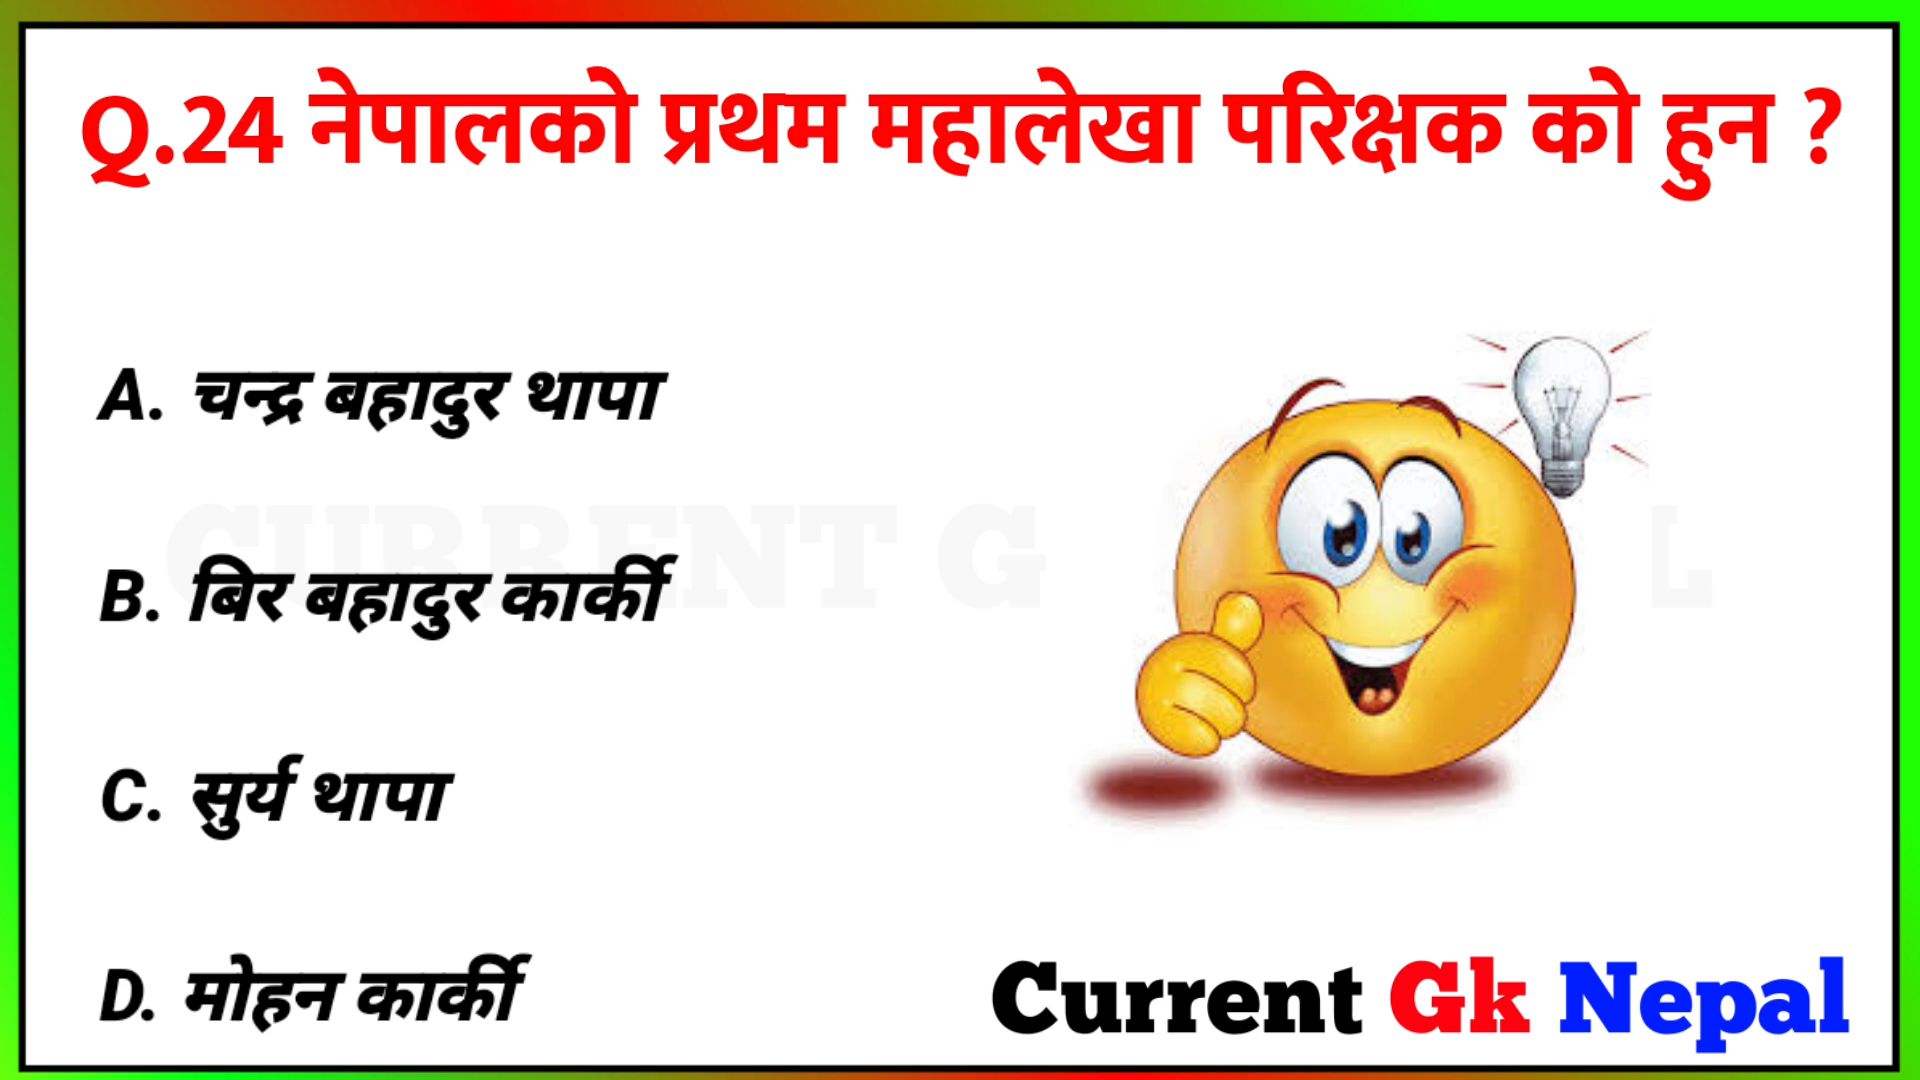 Q.24 नेपालको प्रथम महालेखा परिक्षक को हुन ?
A. चन्द्र बहादुर थापा
B. बिर बहादुर कार्की
C. सुर्य थापा
D. मोहन कार्की
Current Gk Nepal